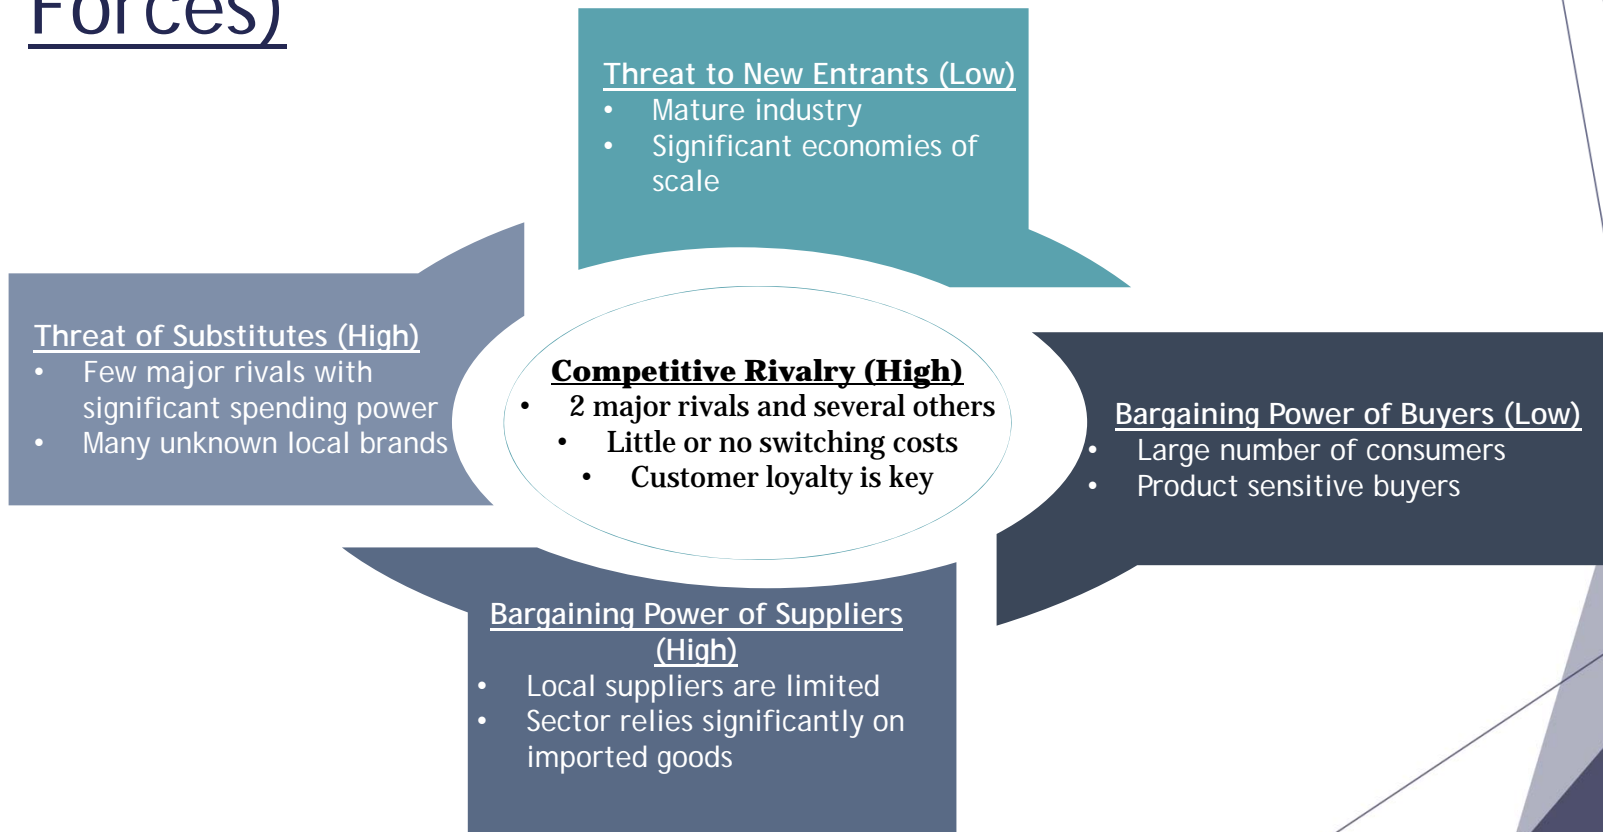 Forces)
Threat to New Entrants (Low)
• Mature industry
• Significant economies of
scale
Threat of Substitutes (High)
• Few major rivals with
significant spending power
• Many unknown local brands
Competitive Rivalry (High)
• 2 major rivals and several others
• Little or no switching costs
• Customer loyalty is key
Bargaining Power of Buyers (Low)
• Large number of consumers
• Product sensitive buyers
Bargaining Power of Suppliers
(High)
• Local suppliers are limited
• Sector relies significantly on
imported goods